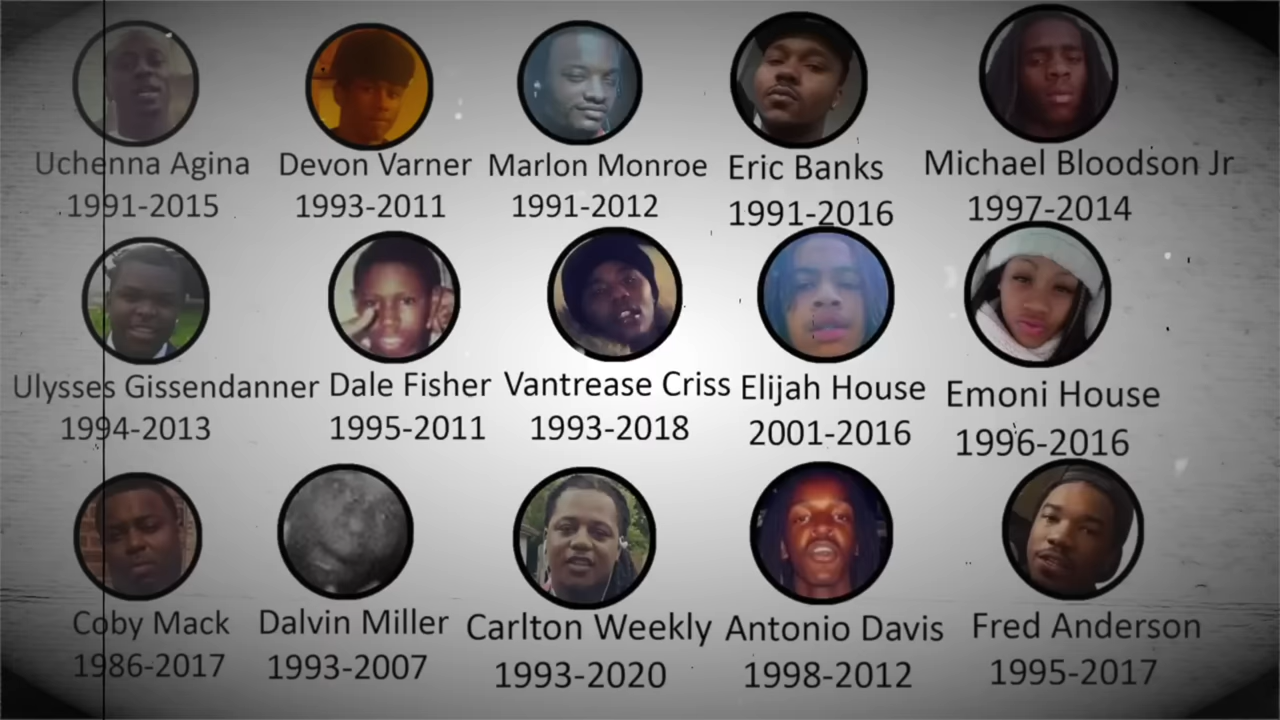 Uchenna Agina
1991-2015
Devon Varner
1993-2011
Marlon Monroe
1991-2012
Eric Banks
1991-2016
Michael Bloodson Jr
1997-2014
Ulysses Gissendanner
1994-2013
Dale Fisher
1995-2011
Vantrease Criss
1993-2018
Elijah House
2001-2016
Emoni House
1996-2016
Coby Mack
1986-2017
Dalvin Miller
1993-2007
Carlton Weekly
1993-2020
Antonio Davis
1998-2012
Fred Anderson
1995-2017